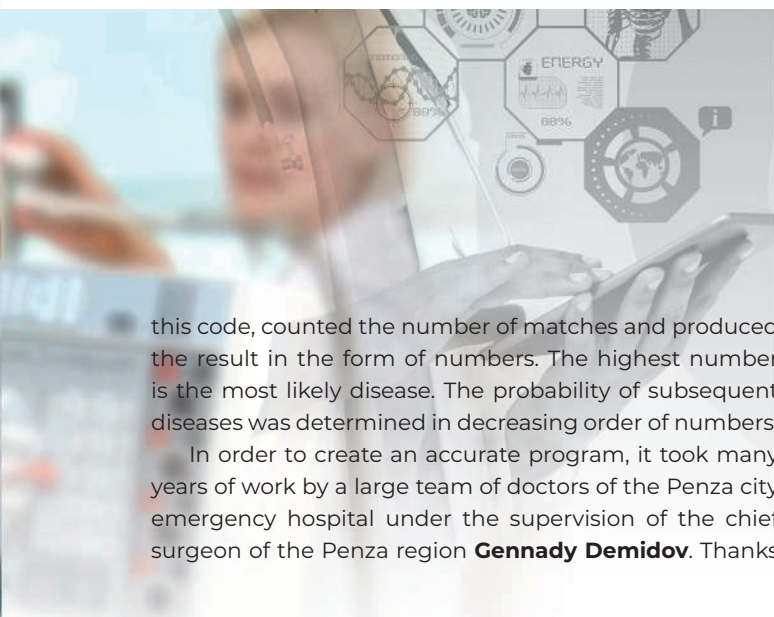 ENERGY
88%
88%
i
this code, counted the number of matches and produced
the result in the form of numbers. The highest number
is the most likely disease. The probability of subsequent
diseases was determined in decreasing order of numbers
In order to create an accurate program, it took many
years of work by a large team of doctors of the Penza city
emergency hospital under the supervision of the chief
surgeon of the Penza region Gennady Demidov. Thanks